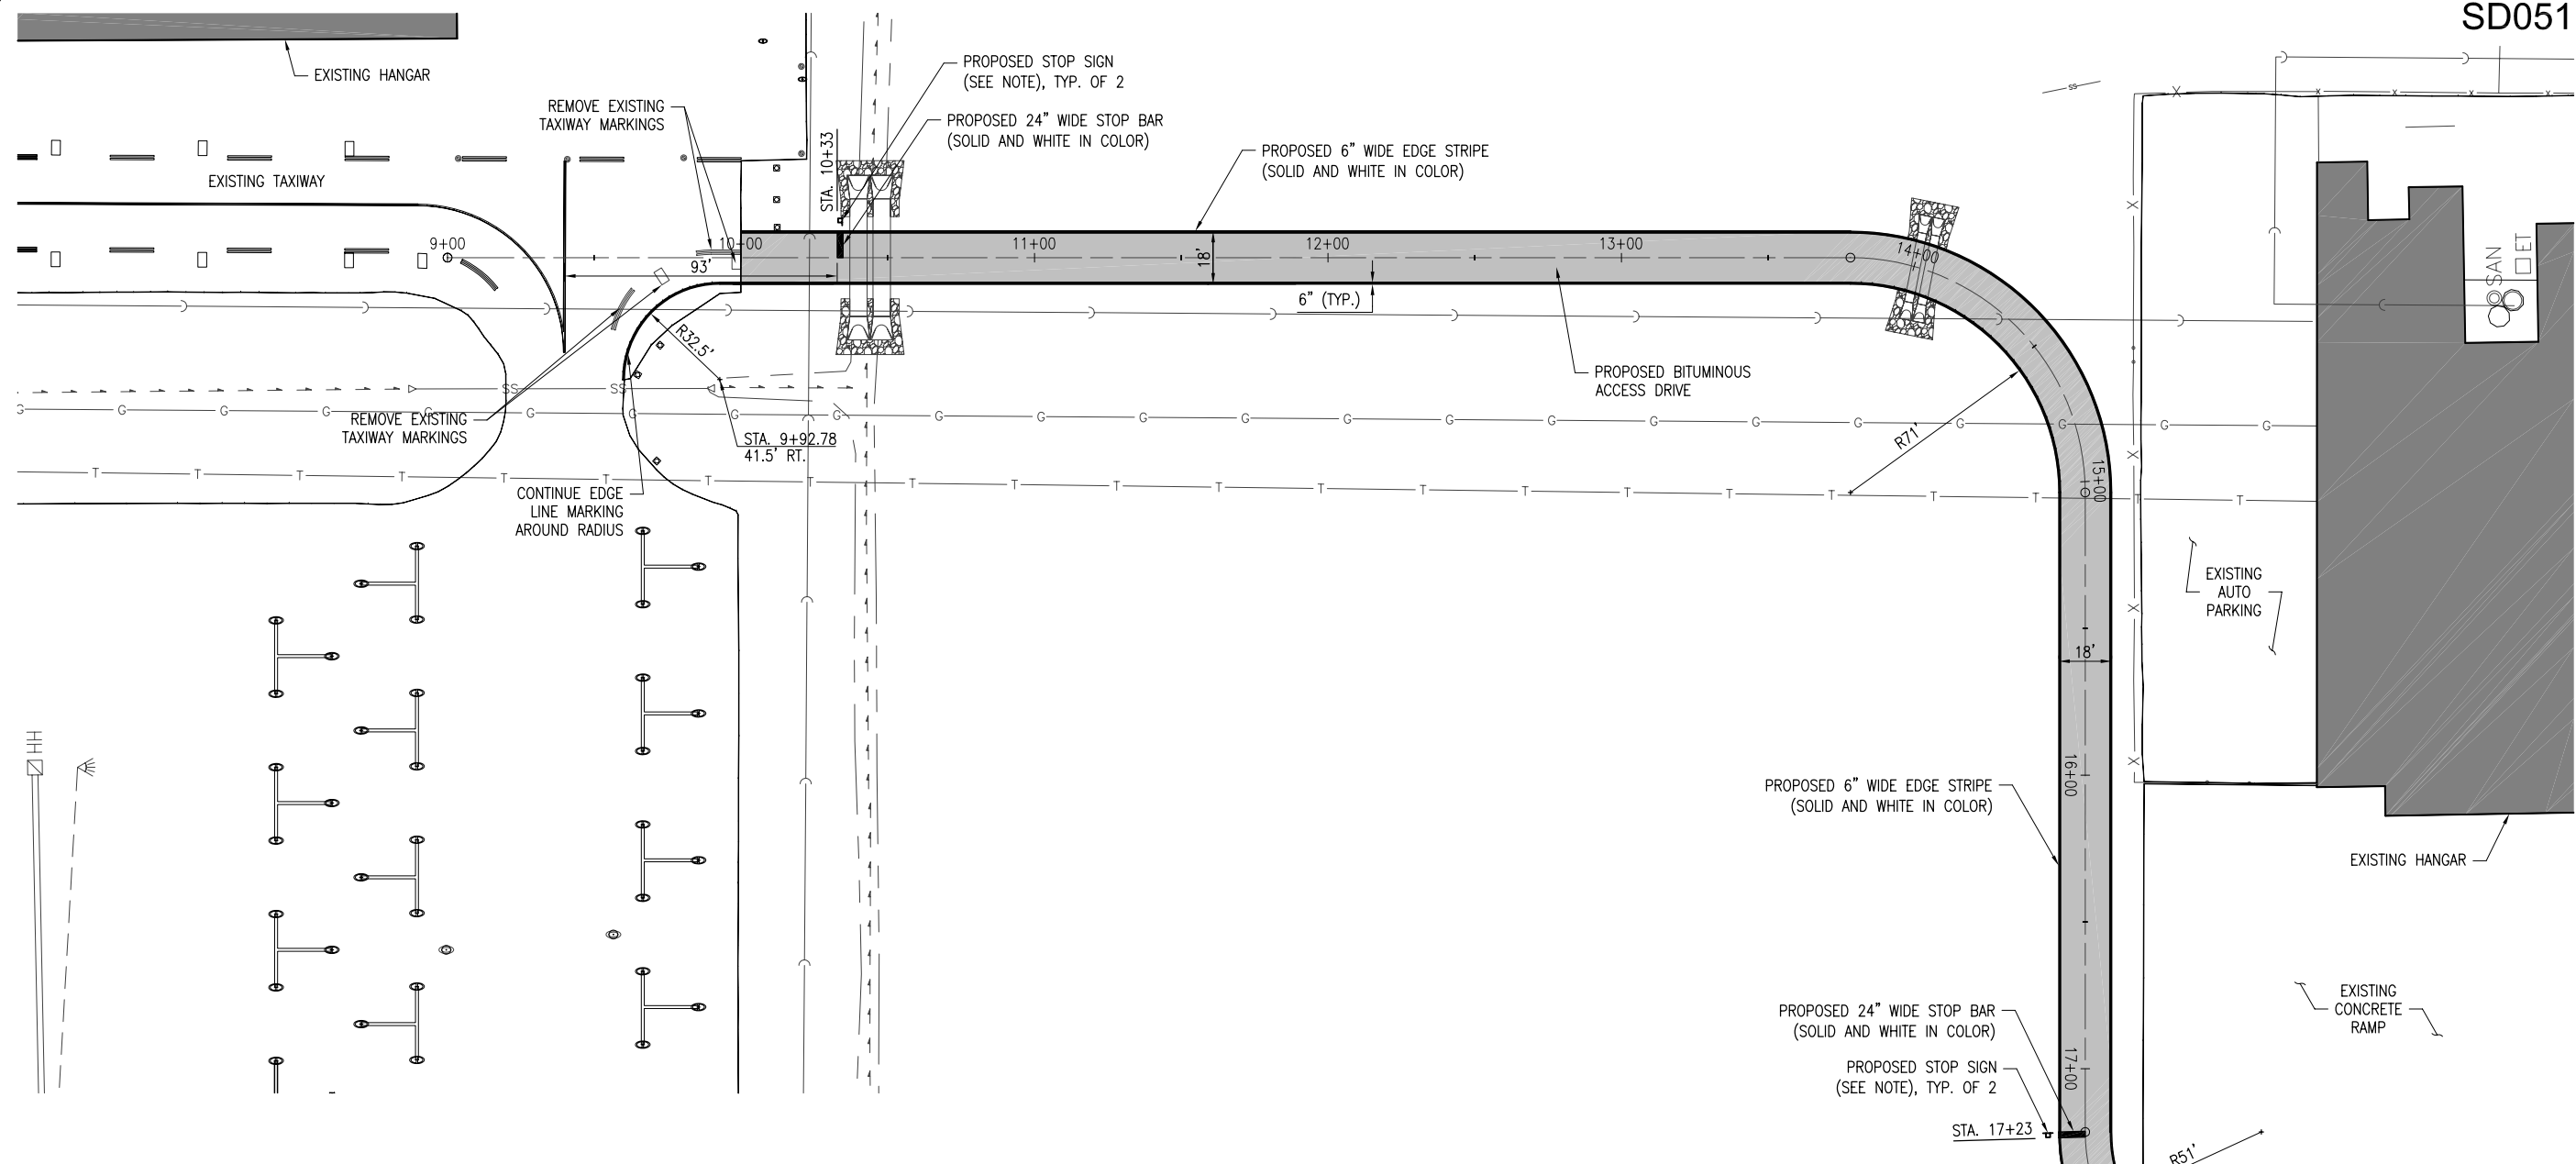 SD051
EXISTING HANGAR
PROPOSED STOP SIGN
(SEE NOTE), TYP. OF 2
REMOVE EXISTING
TAXIWAY MARKINGS
PROPOSED 24" WIDE STOP BAR
(SOLID AND WHITE IN COLOR)
STA. 10+33
PROPOSED 6" WIDE EDGE STRIPE
(SOLID AND WHITE IN COLOR)
EXISTING TAXIWAY
9+00
10+00
11+00
12+00
13+00
14+00
93'
18'
6" (TYP.)
R32.5'
PROPOSED BITUMINOUS
ACCESS DRIVE
REMOVE EXISTING
TAXIWAY MARKINGS
STA. 9+92.78
41.5' RT.
R71'
CONTINUE EDGE
LINE MARKING
AROUND RADIUS
15+00
SAN
ET
SS
SS
SS
G G G G G G G G G G G G G G G G G G G G G G G
T T T T T T T T T T T T T T T T T T T T T T
X X X X X X
EXISTING
AUTO
PARKING
18'
HH
16+00
PROPOSED 6" WIDE EDGE STRIPE
(SOLID AND WHITE IN COLOR)
EXISTING HANGAR
EXISTING
CONCRETE
RAMP
PROPOSED 24" WIDE STOP BAR
(SOLID AND WHITE IN COLOR)
17+00
PROPOSED STOP SIGN
(SEE NOTE), TYP. OF 2
STA. 17+23
R51'